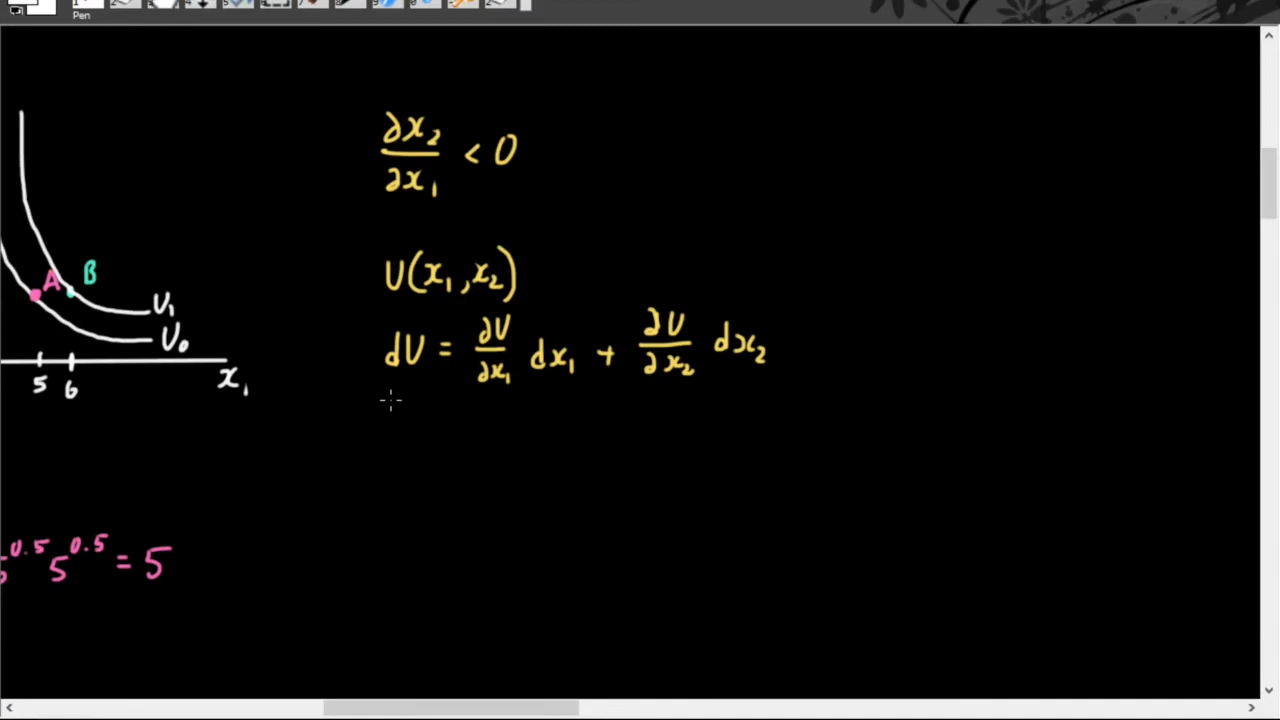 Pen
∂x₂/∂x₁ < 0
A B
U(x₁, x₂)
U₁
U₀
dU = ∂U/∂x₁ dx₁ + ∂U/∂x₂ dx₂
5 6 x₁
5^0.5 5^0.5 = 5